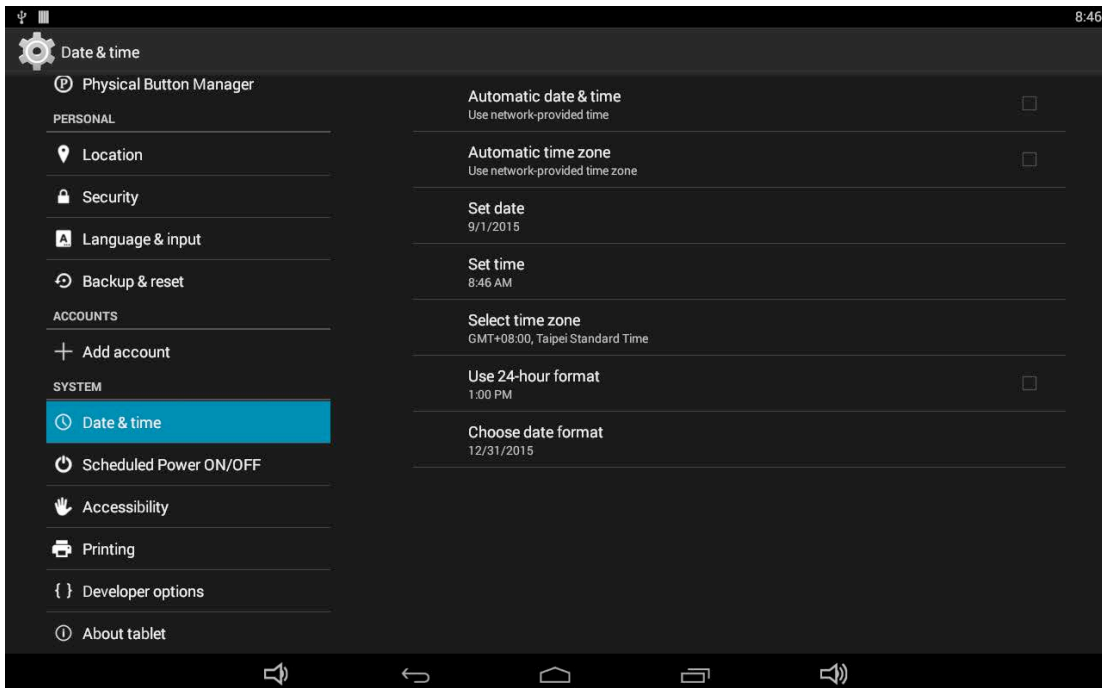 8:46
Date & time
Physical Button Manager
PERSONAL
Location
Security
Language & input
Backup & reset
ACCOUNTS
Add account
SYSTEM
Date & time
Scheduled Power ON/OFF
Accessibility
Printing
{ } Developer options
About tablet
Automatic date & time
Use network-provided time
Automatic time zone
Use network-provided time zone
Set date
9/1/2015
Set time
8:46 AM
Select time zone
GMT+08:00, Taipei Standard Time
Use 24-hour format
1:00 PM
Choose date format
12/31/2015